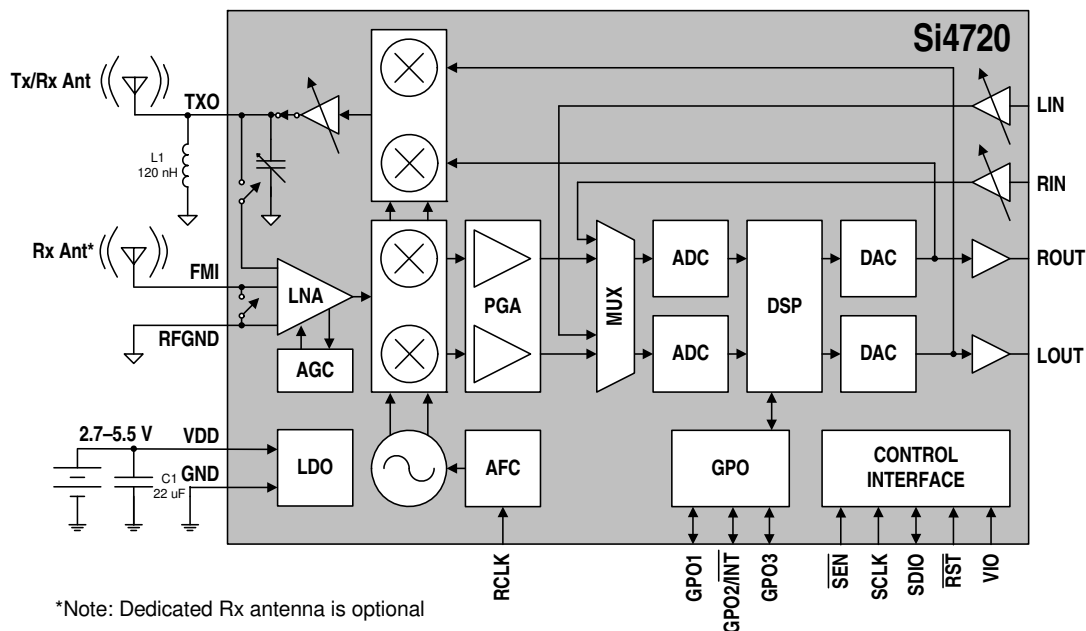 Si4720
Tx/Rx Ant
TXO
LIN
L1
120 nH
RIN
Rx Ant*
FMI
LNA
PGA
MUX
ADC
DSP
DAC
ROUT
RFGND
AGC
ADC
DAC
LOUT
2.7–5.5 V
VDD
C1
22 uF
GND
LDO
AFC
GPO
CONTROL
INTERFACE
RCLK
GPO1
GPO2/INT
GPO3
SEN
SCLK
SDIO
RST
VIO
*Note: Dedicated Rx antenna is optional